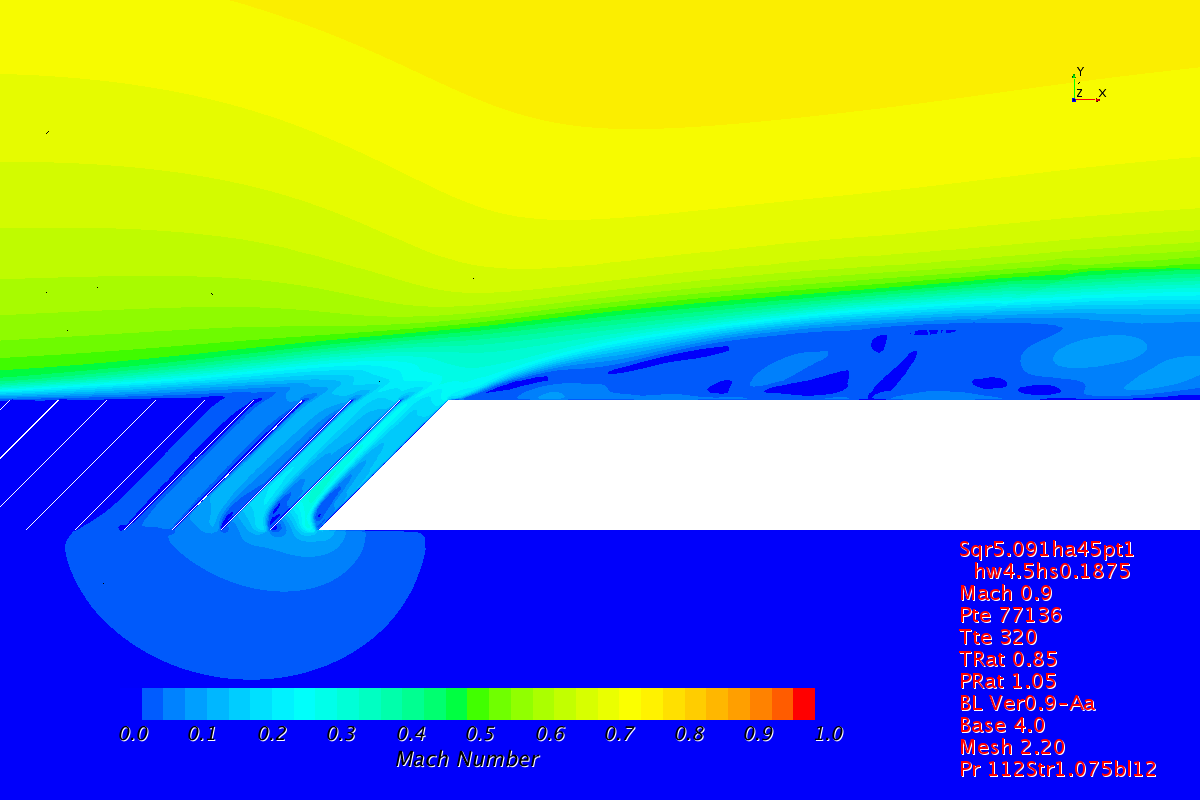 Y
Z X
Sqr5.091ha45pt1
hw4.5hs0.1875
Mach 0.9
Pte 77136
Tte 320
TRat 0.85
PRat 1.05
BL Ver0.9-Aa
Base 4.0
Mesh 2.20
Pr 112Str1.075bl12
0.0 0.1 0.2 0.3 0.4 0.5 0.6 0.7 0.8 0.9 1.0
Mach Number